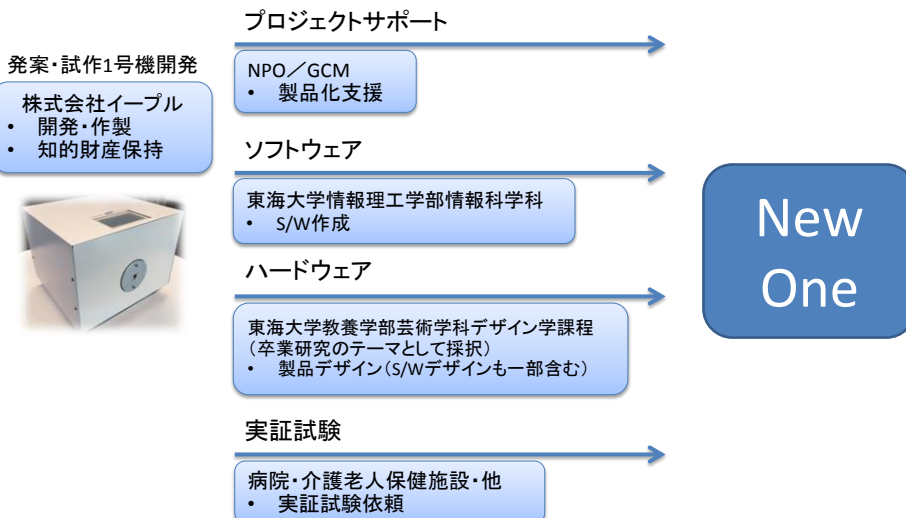 発案・試作1号機開発
株式会社イープル
• 開発・作製
• 知的財産保持
プロジェクトサポート
NPO／GCM
• 製品化支援
ソフトウェア
東海大学情報理工学部情報科学科
• S/W作成
ハードウェア
東海大学教養学部芸術学科デザイン学課程
（卒業研究のテーマとして採択）
• 製品デザイン（S/Wデザインも一部含む）
実証試験
病院・介護老人保健施設・他
• 実証試験依頼
New
One